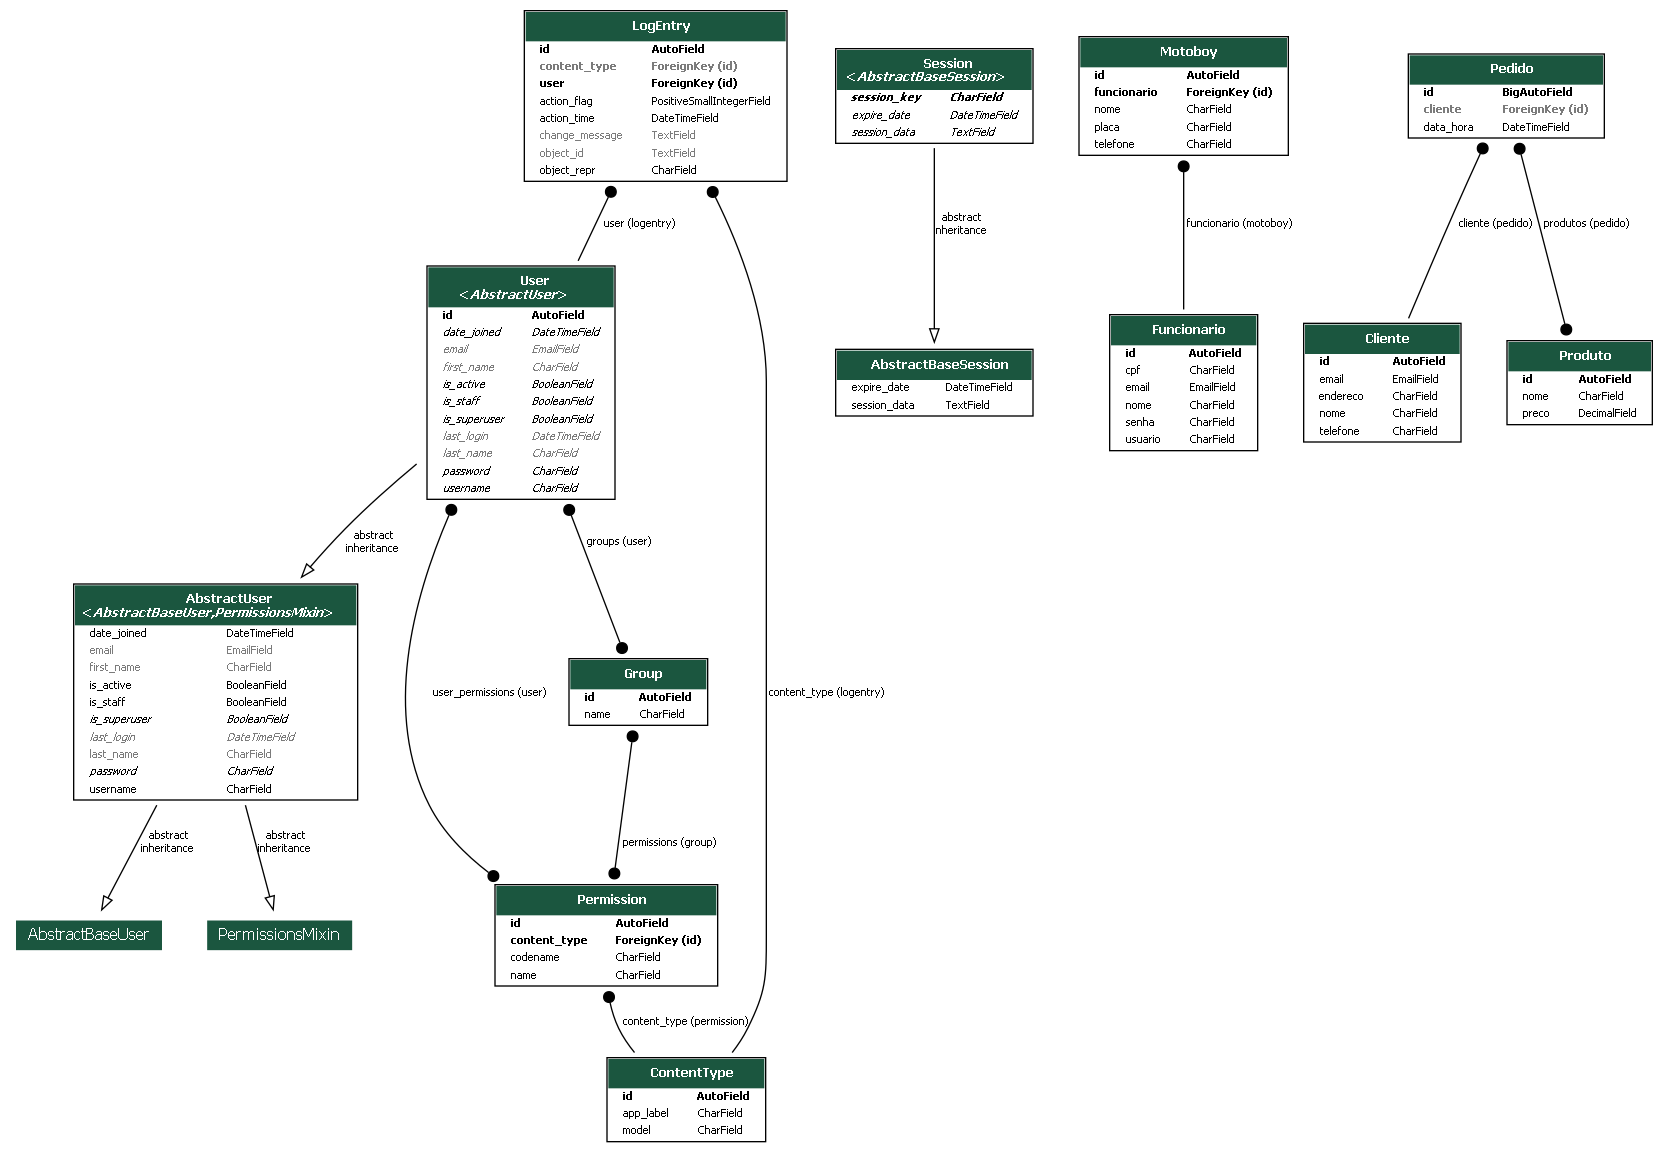 LogEntry
id AutoField
content_type ForeignKey (id)
user ForeignKey (id)
action_flag PositiveSmallIntegerField
action_time DateTimeField
change_message TextField
object_id TextField
object_repr CharField
Session
<AbstractBaseSession>
session_key CharField
expire_date DateTimeField
session_data TextField
Motoboy
id AutoField
funcionario ForeignKey (id)
nome CharField
placa CharField
telefone CharField
Pedido
id BigAutoField
cliente ForeignKey (id)
data_hora DateTimeField
user (logentry)
abstract
inheritance
funcionario (motoboy)
cliente (pedido)
produtos (pedido)
User
<AbstractUser>
id AutoField
date_joined DateTimeField
email EmailField
first_name CharField
is_active BooleanField
is_staff BooleanField
is_superuser BooleanField
last_login DateTimeField
last_name CharField
password CharField
username CharField
AbstractBaseSession
expire_date DateTimeField
session_data TextField
Funcionario
id AutoField
cpf CharField
email EmailField
nome CharField
senha CharField
usuario CharField
Cliente
id AutoField
email EmailField
endereco CharField
nome CharField
telefone CharField
Produto
id AutoField
nome CharField
preco DecimalField
abstract
inheritance
groups (user)
AbstractUser
<AbstractBaseUser,PermissionsMixin>
date_joined DateTimeField
email EmailField
first_name CharField
is_active BooleanField
is_staff BooleanField
is_superuser BooleanField
last_login DateTimeField
last_name CharField
password CharField
username CharField
user_permissions (user)
Group
id AutoField
name CharField
content_type (logentry)
abstract
inheritance
abstract
inheritance
permissions (group)
AbstractBaseUser
PermissionsMixin
Permission
id AutoField
content_type ForeignKey (id)
codename CharField
name CharField
content_type (permission)
ContentType
id AutoField
app_label CharField
model CharField